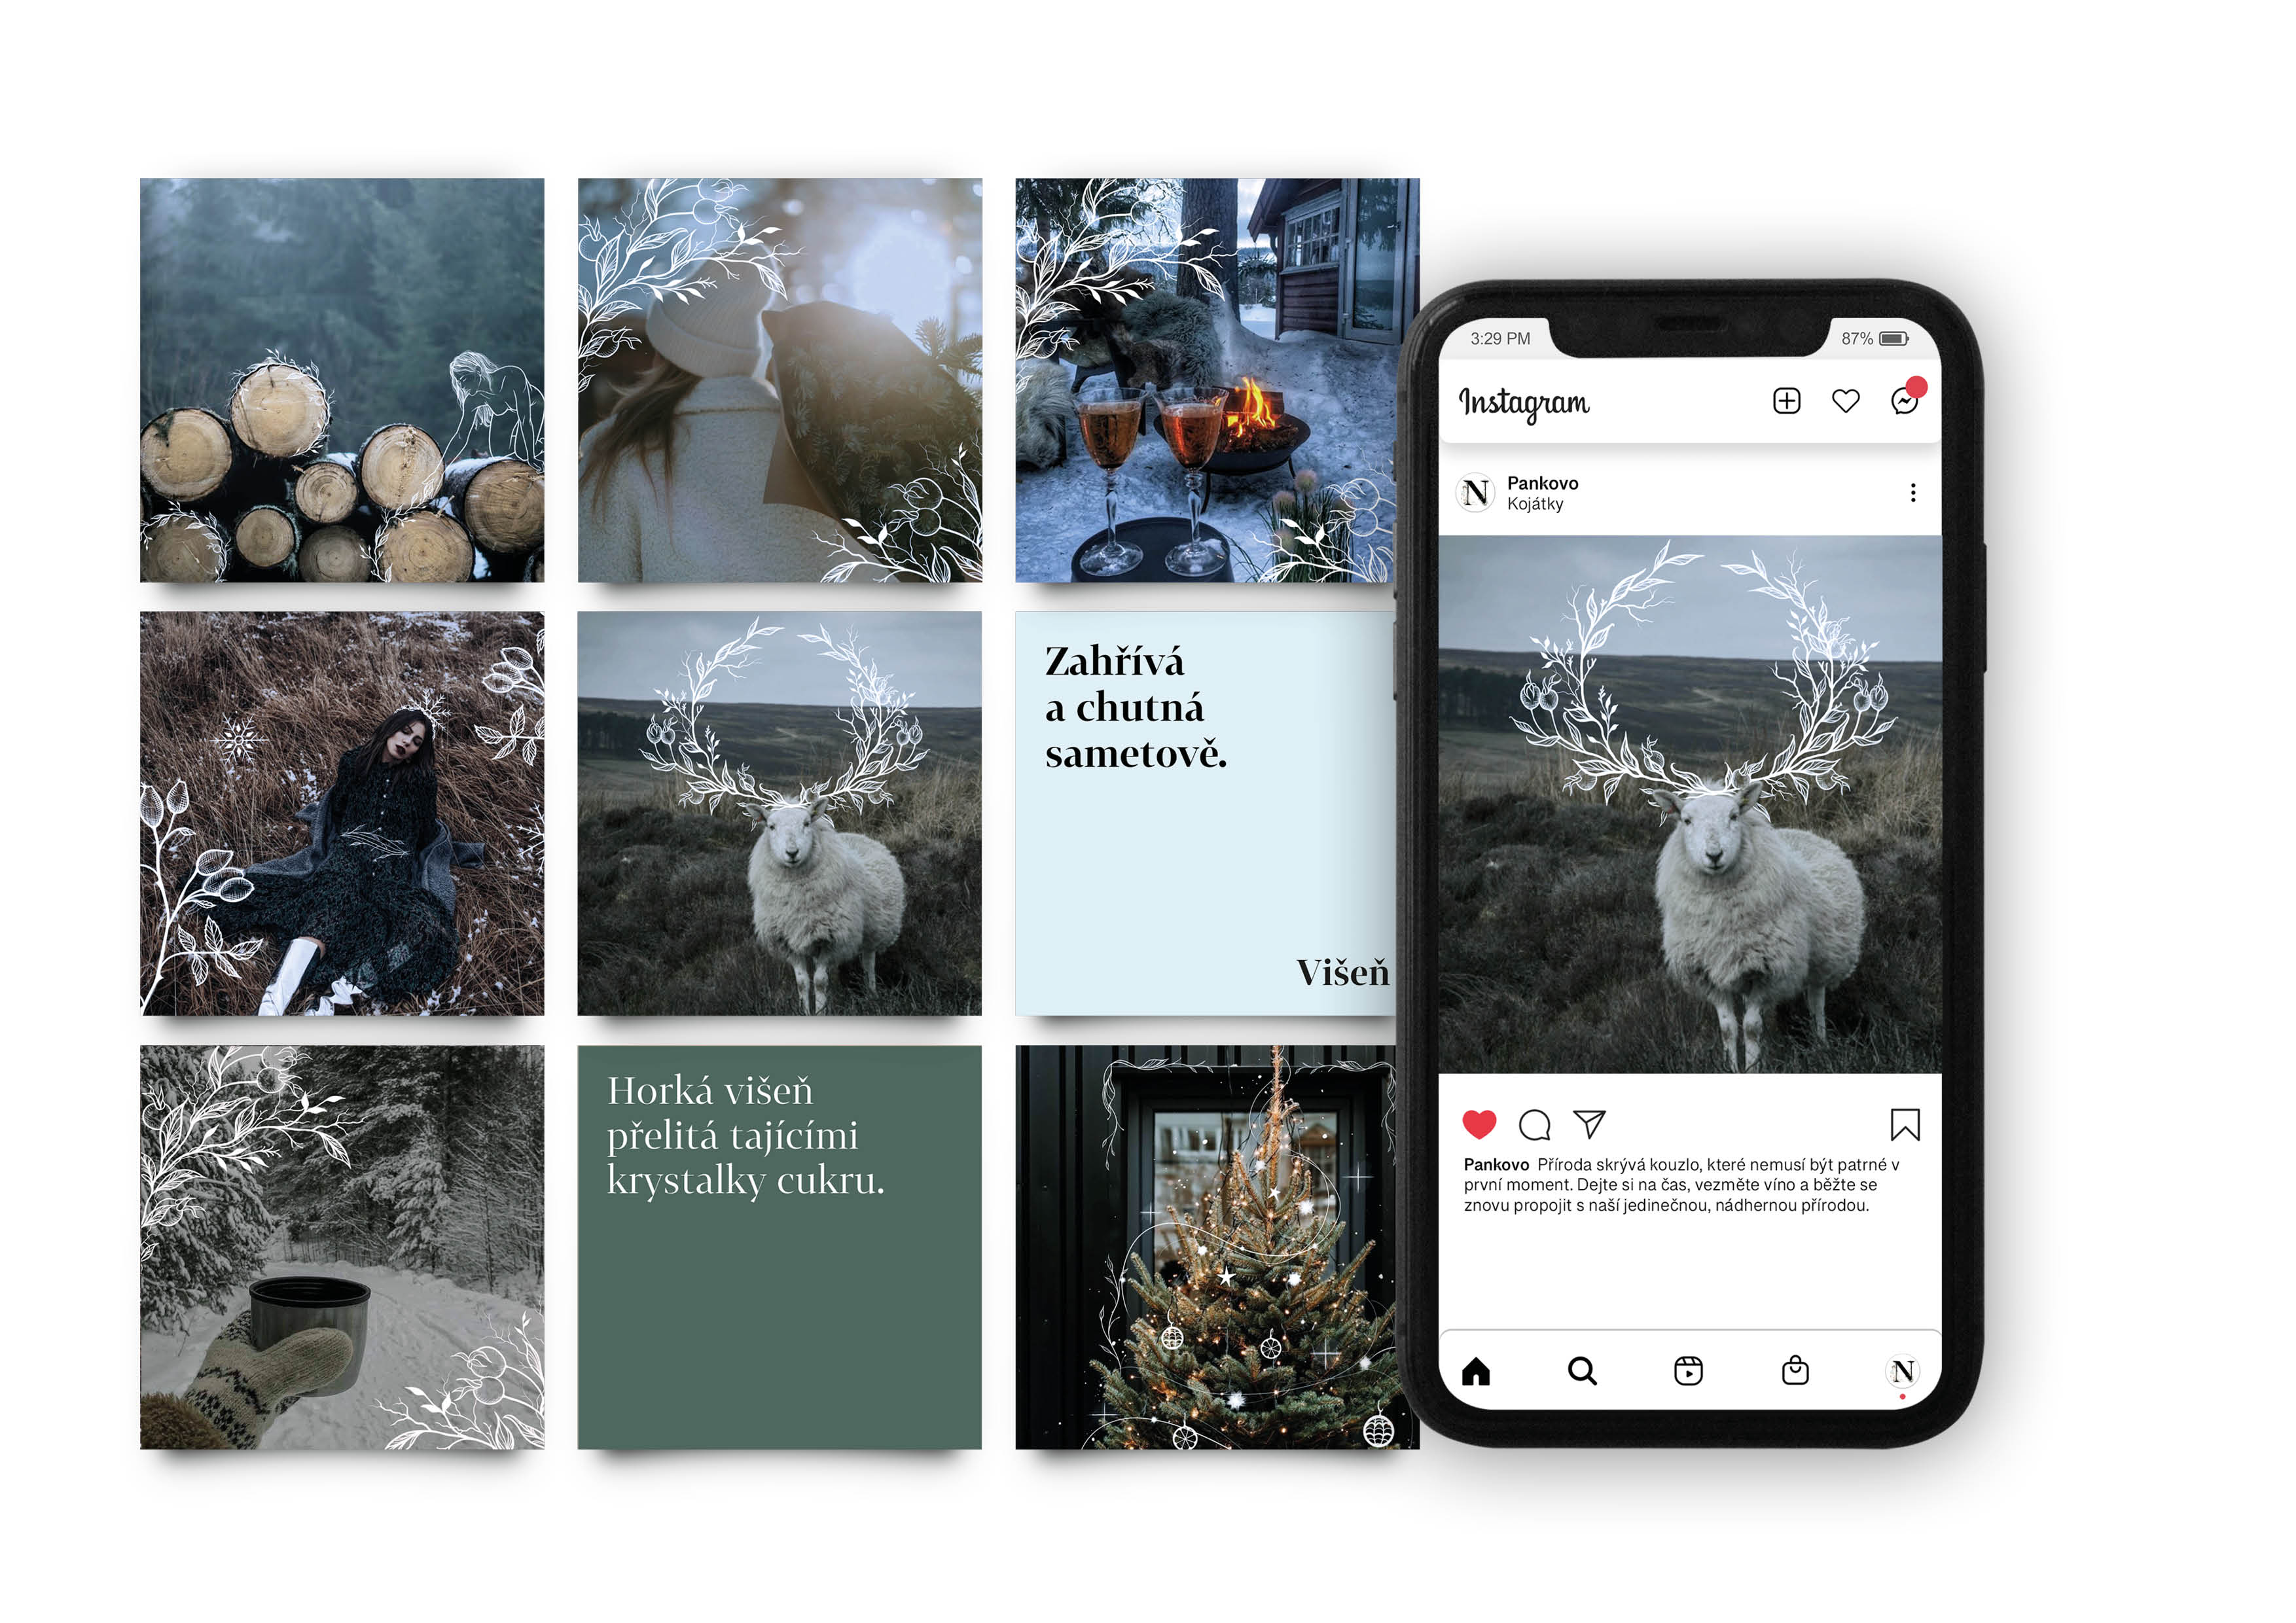 Zahřívá
a chutná
sametově.
Višeň
Horká višeň
přelitá tajícími
krystalky cukru.
3:29 PM
87%
Instagram
N
Pankovo
Kojátky
Pankovo Příroda skrývá kouzlo, které nemusí být patrné v
první moment. Dejte si na čas, vezměte víno a běžte se
znovu propojit s naší jedinečnou, nádhernou přírodou.
N